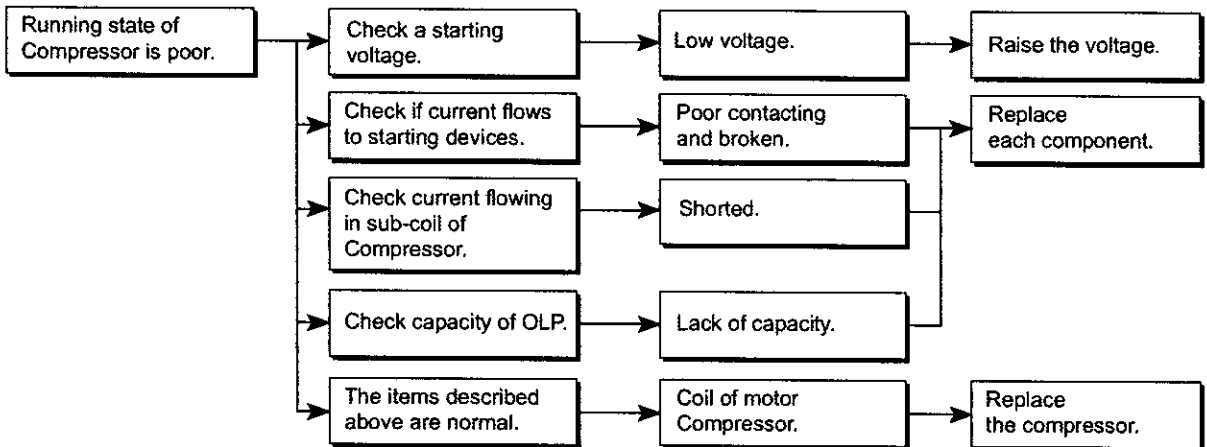 Running state of
Compressor is poor.
Check a starting
voltage.
Low voltage.
Raise the voltage.
Check if current flows
to starting devices.
Poor contacting
and broken.
Replace
each component.
Check current flowing
in sub-coil of
Compressor.
Shorted.
Check capacity of OLP.
Lack of capacity.
The items described
above are normal.
Coil of motor
Compressor.
Replace
the compressor.